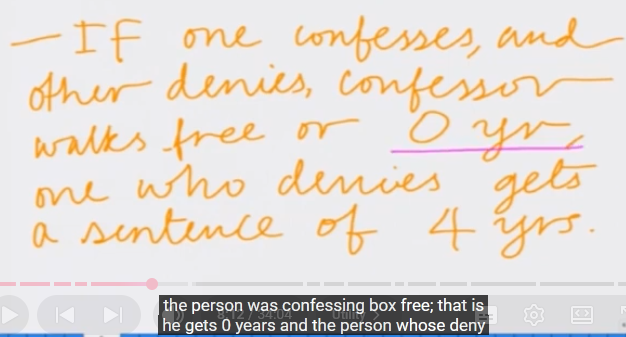 — If one confesses, and
other denies, confessor
walks free or 0 yr,
one who denies gets
a sentence of 4 yrs.
the person was confessing box free; that is
he gets 0 years and the person whose deny
8:12 / 34:04 Utility >